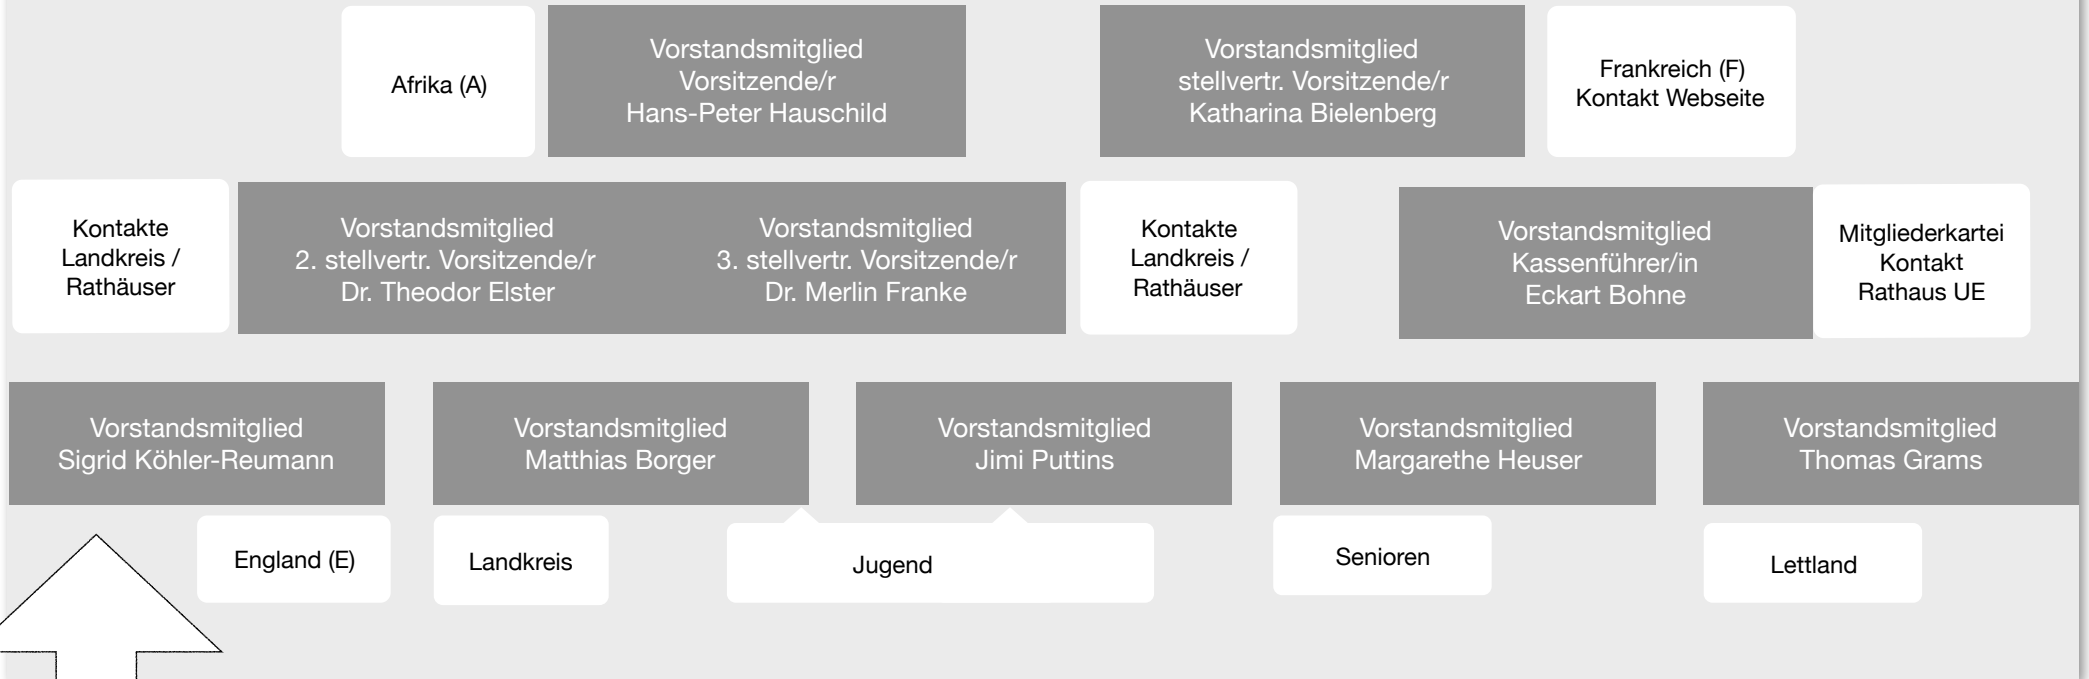 Afrika (A)
Vorstandsmitglied
Vorsitzende/r
Hans-Peter Hauschild
Vorstandsmitglied
stellvertr. Vorsitzende/r
Katharina Bielenberg
Frankreich (F)
Kontakt Webseite
Kontakte
Landkreis /
Rathäuser
Vorstandsmitglied
2. stellvertr. Vorsitzende/r
Dr. Theodor Elster
Vorstandsmitglied
3. stellvertr. Vorsitzende/r
Dr. Merlin Franke
Kontakte
Landkreis /
Rathäuser
Vorstandsmitglied
Kassenführer/in
Eckart Bohne
Mitgliederkartei
Kontakt
Rathaus UE
Vorstandsmitglied
Sigrid Köhler-Reumann
Vorstandsmitglied
Matthias Borger
Vorstandsmitglied
Jimi Puttins
Vorstandsmitglied
Margarethe Heuser
Vorstandsmitglied
Thomas Grams
England (E)
Landkreis
Jugend
Senioren
Lettland